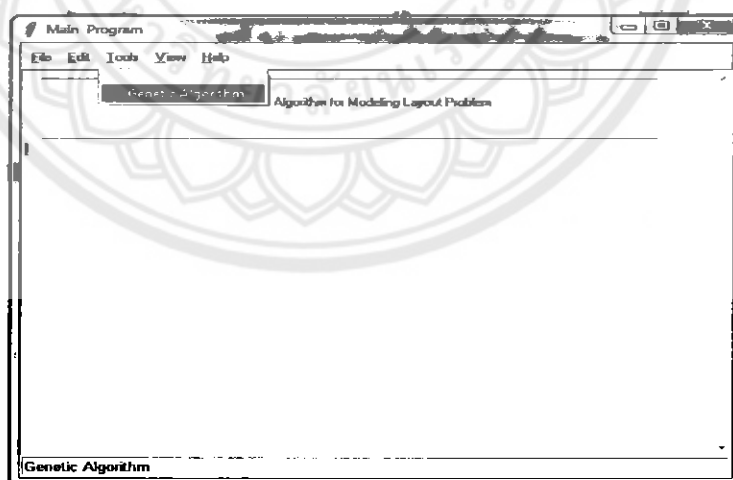 Main Program
File Edit Tools View Help
Genetic Algorithm
Algorithm for Modeling Layout Problem
Genetic Algorithm